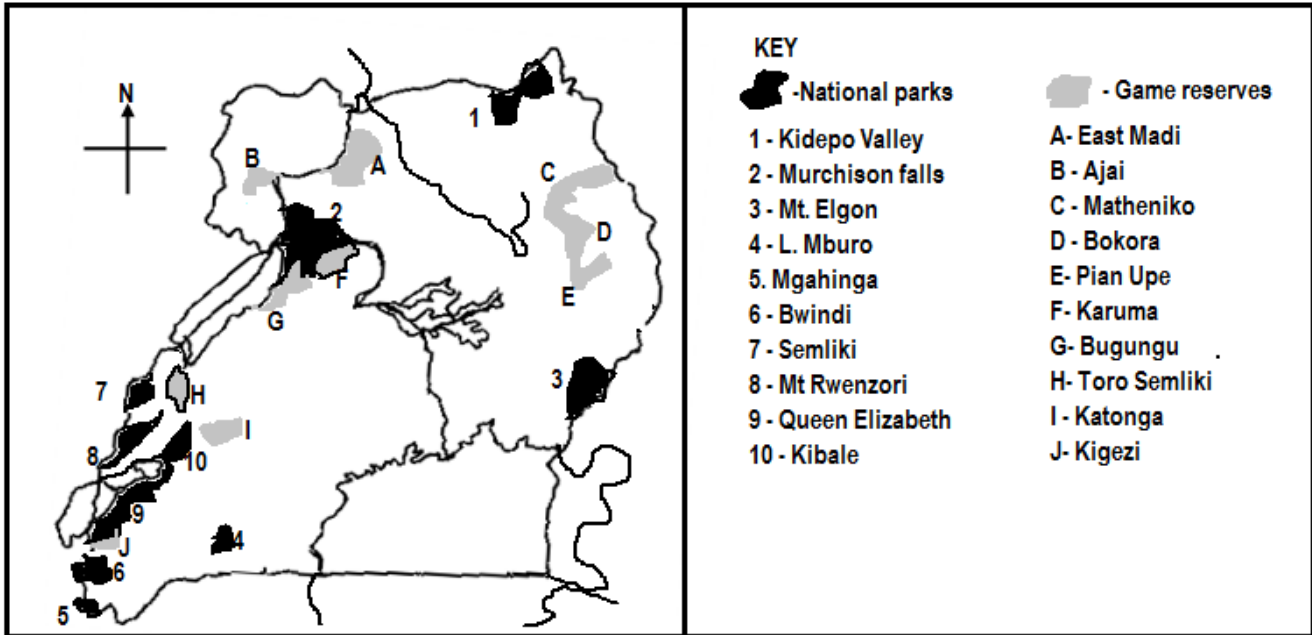 N
1
B
A
C
2
D
F
E
G
7
H
3
I
8
10
9
J
4
6
5
KEY
-National parks
- Game reserves
1 - Kidepo Valley
2 - Murchison falls
3 - Mt. Elgon
4 - L. Mburo
5. Mgahinga
6 - Bwindi
7 - Semliki
8 - Mt Rwenzori
9 - Queen Elizabeth
10 - Kibale
A- East Madi
B - Ajai
C - Matheniko
D - Bokora
E- Pian Upe
F- Karuma
G- Bugungu
H- Toro Semliki
I - Katonga
J- Kigezi